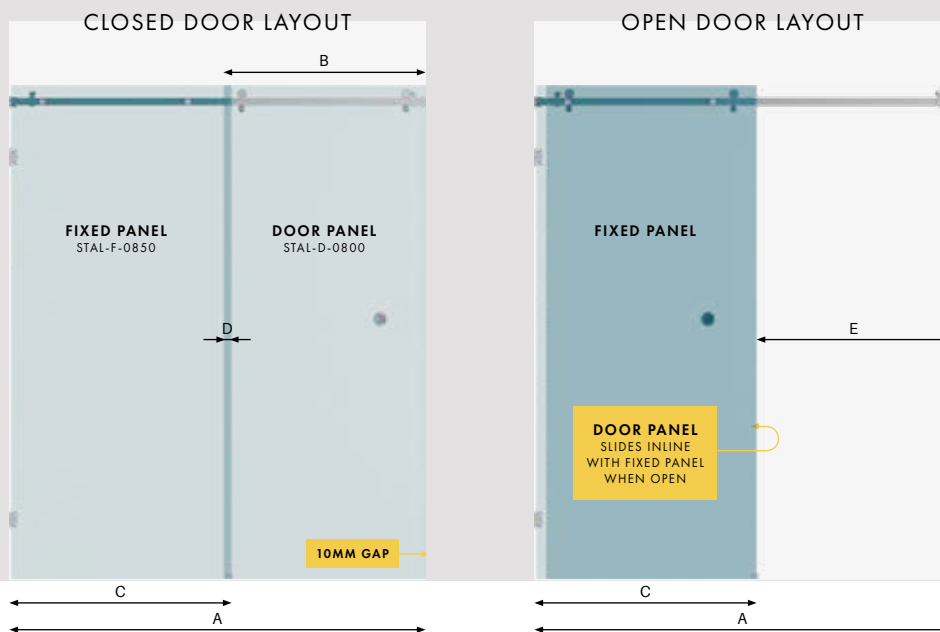 CLOSED DOOR LAYOUT
B
FIXED PANEL
STAL-F-0850
DOOR PANEL
STAL-D-0800
D
10MM GAP
C
A
OPEN DOOR LAYOUT
FIXED PANEL
E
DOOR PANEL
SLIDES INLINE
WITH FIXED PANEL
WHEN OPEN
C
A